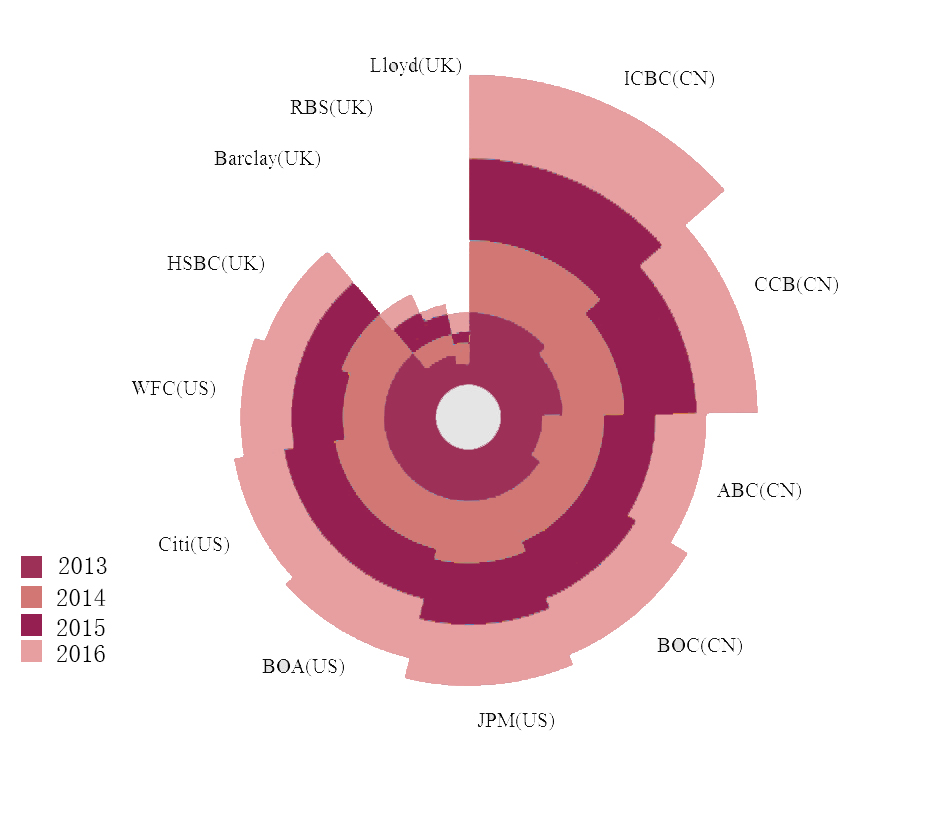 Lloyd(UK)
ICBC(CN)
RBS(UK)
Barclay(UK)
HSBC(UK)
CCB(CN)
WFC(US)
ABC(CN)
Citi(US)
2013
2014
2015
2016
BOC(CN)
BOA(US)
JPM(US)